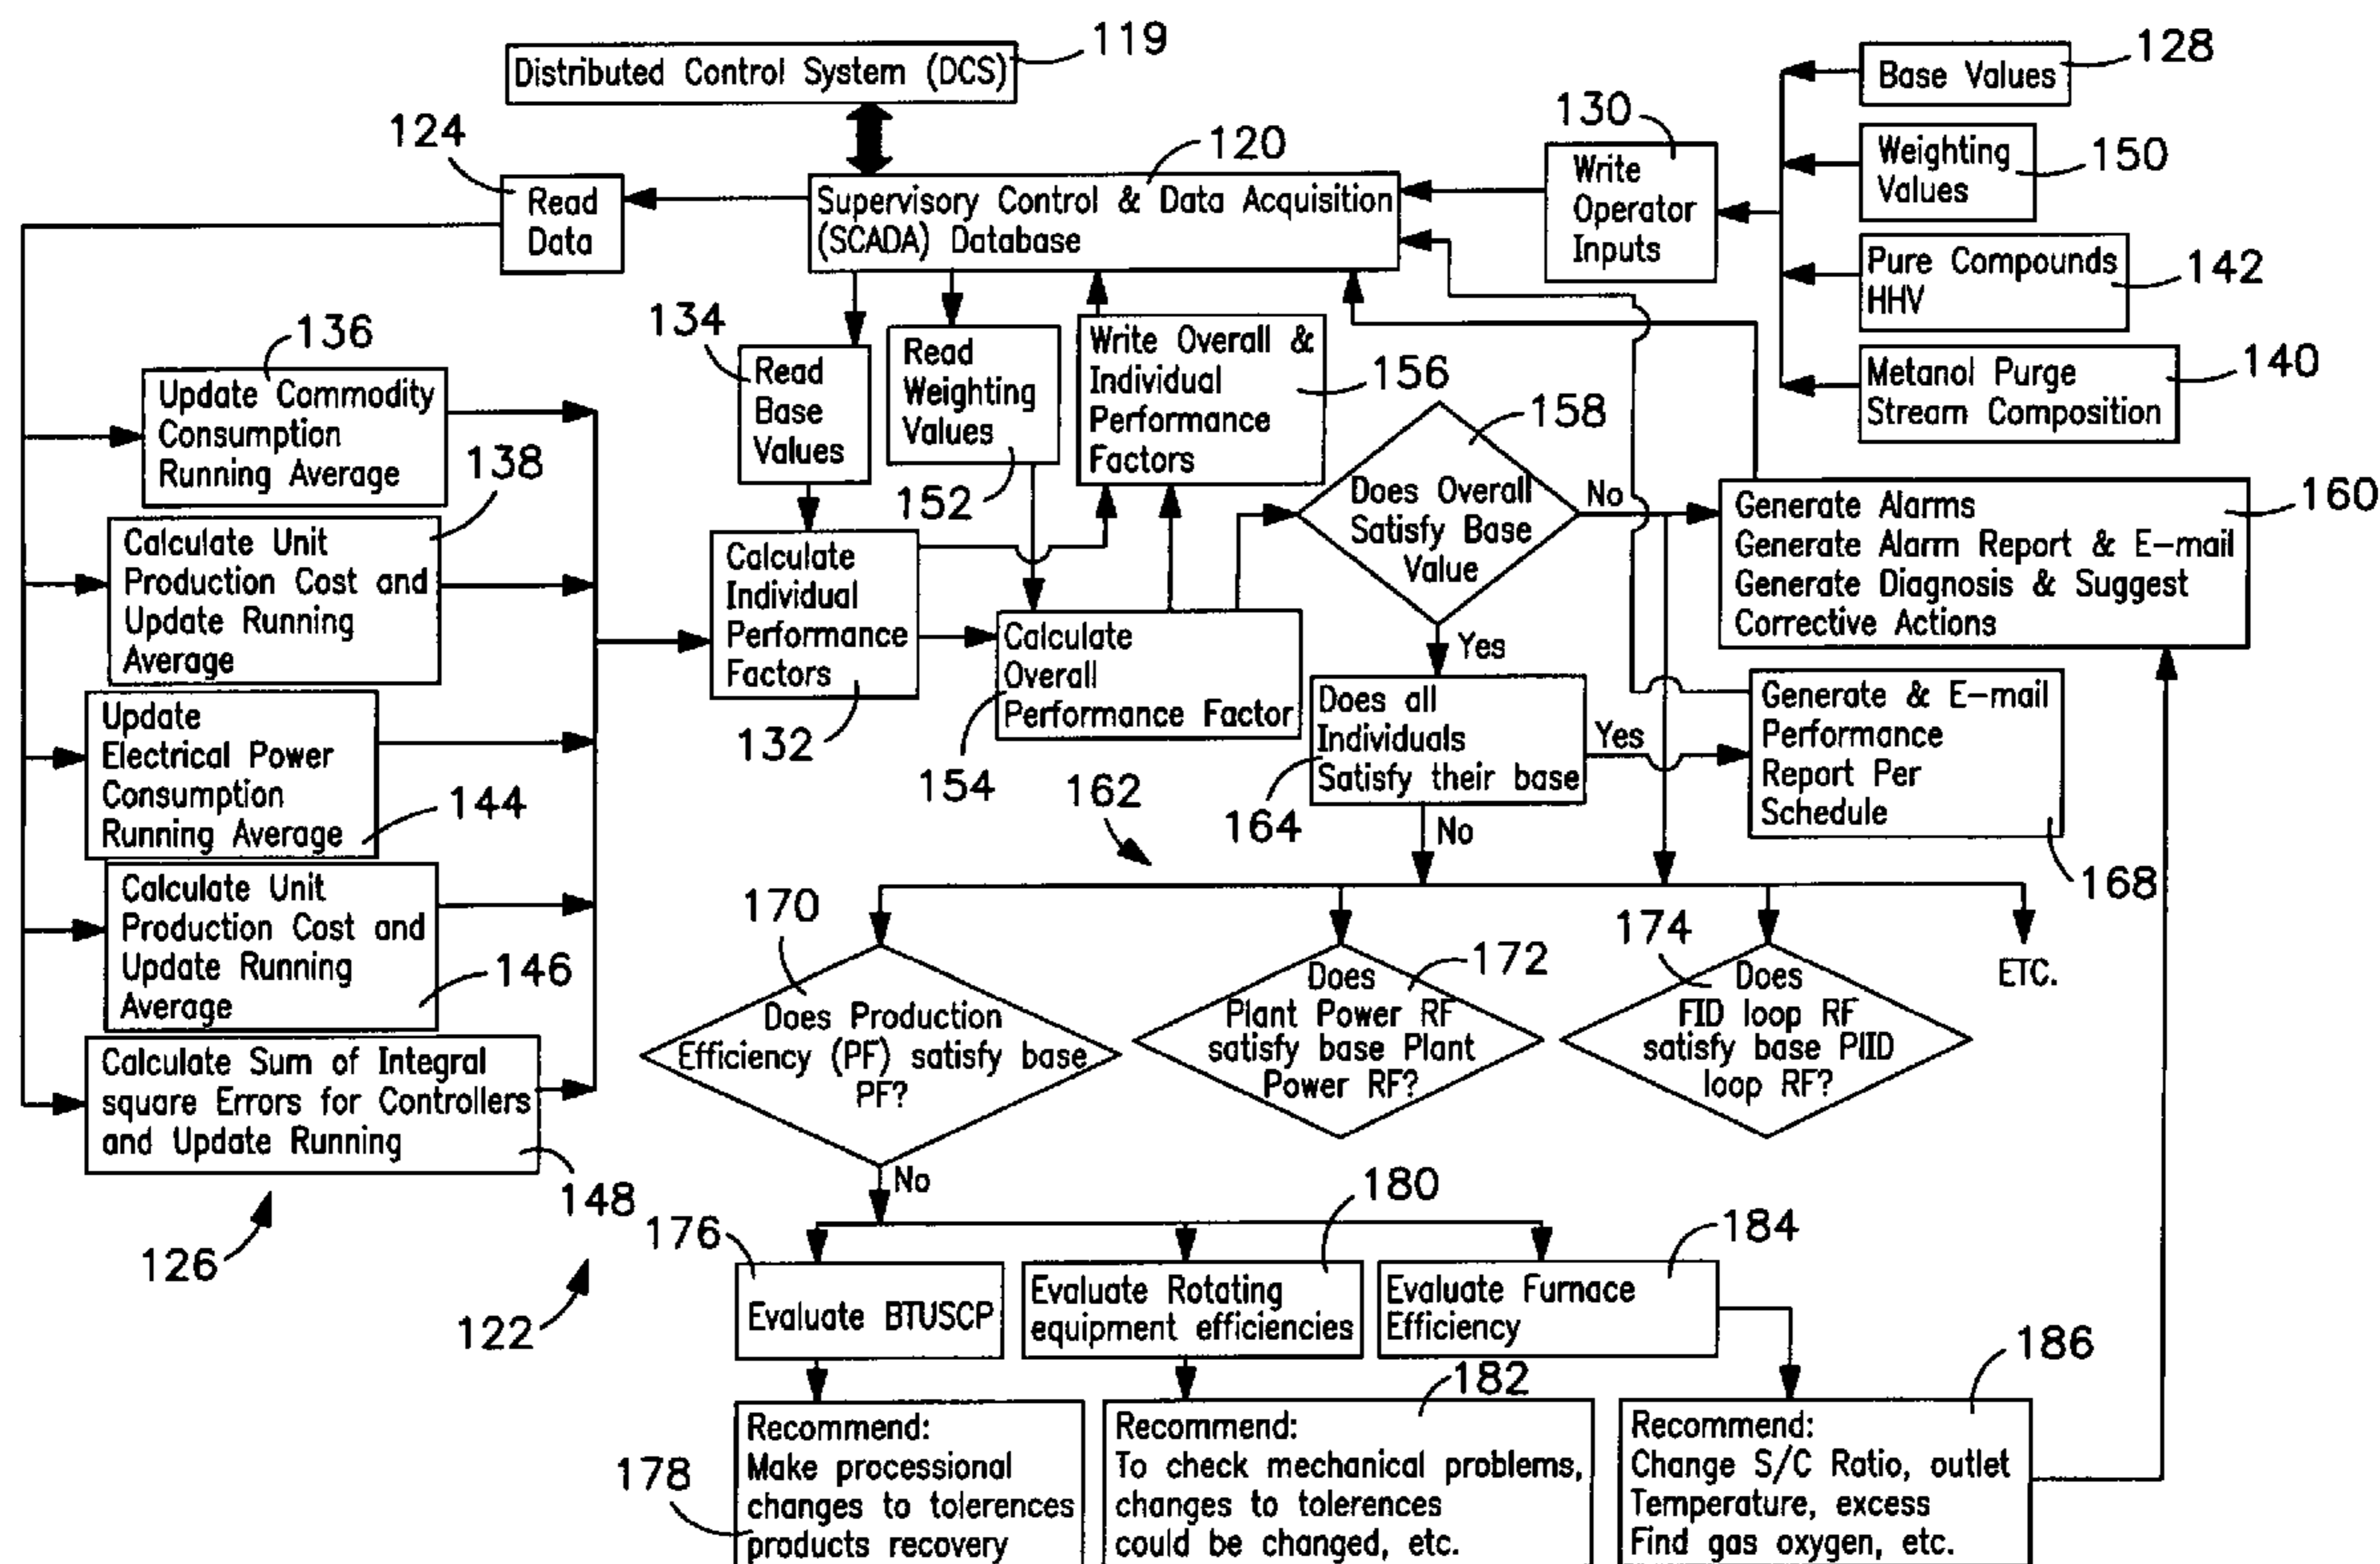 Distributed Control System (DCS)
119
128
Base Values
124
130
120
Weighting
Values
150
Read
Data
Supervisory Control & Data Acquisition
(SCADA) Database
Write
Operator
Inputs
Pure Compounds
HHV
142
136
134
Metanol Purge
Stream Composition
140
Update Commodity
Consumption
Running Average
Read
Base
Values
Read
Weighting
Values
152
Write Overall &
Individual
Performance
Factors
156
158
Does Overall
Satisfy Base
Value
No
Yes
160
Generate Alarms
Generate Alarm Report & E-mail
Generate Diagnosis & Suggest
Corrective Actions
138
Calculate Unit
Production Cost and
Update Running
Average
Calculate
Individual
Performance
Factors
132
Calculate
Overall
Performance Factor
154
Does all
Individuals
Satisfy their base
164
Yes
No
Generate & E-mail
Performance
Report Per
Schedule
168
Update
Electrical Power
Consumption
Running Average
144
162
Calculate Unit
Production Cost and
Update Running
Average
146
170
Does Production
Efficiency (PF) satisfy base
PF?
No
172
Does
Plant Power RF
satisfy base Plant
Power RF?
174
Does
FID loop RF
satisfy base PIID
loop RF?
ETC.
Calculate Sum of Integral
square Errors for Controllers
and Update Running
148
126
122
176
Evaluate BTUSCP
180
Evaluate Rotating
equipment efficiencies
184
Evaluate Furnace
Efficiency
178
Recommend:
Make processional
changes to tolerences
products recovery
182
Recommend:
To check mechanical problems,
changes to tolerences
could be changed, etc.
186
Recommend:
Change S/C Ratio, outlet
Temperature, excess
Find gas oxygen, etc.